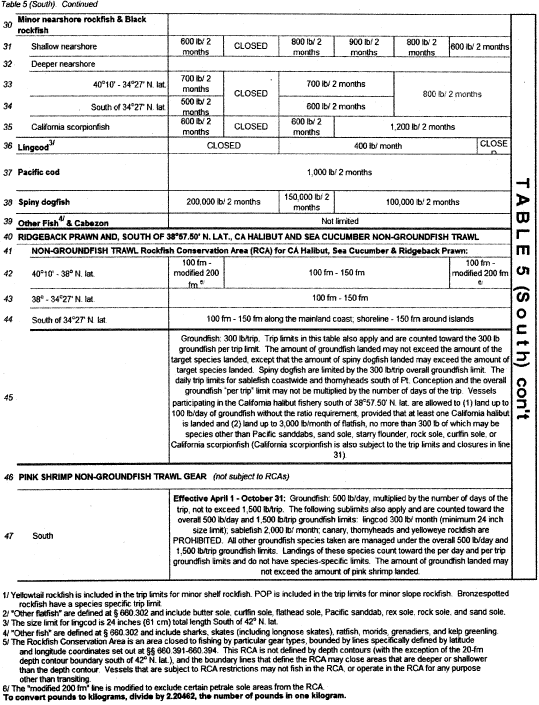 Table 5 (South). Continued
30 Minor nearshore rockfish & Black rockfish
31 Shallow nearshore 600 lb/ 2 months CLOSED 800 lb/ 2 months 900 lb/ 2 months 800 lb/ 2 months 600 lb/ 2 months
32 Deeper nearshore
33 40°10' - 34°27' N. lat. 700 lb/ 2 months CLOSED 700 lb/ 2 months 800 lb/ 2 months
34 South of 34°27' N. lat. 500 lb/ 2 months 600 lb/ 2 months
35 California scorpionfish 600 lb/ 2 months CLOSED 600 lb/ 2 months 1,200 lb/ 2 months
36 Lingcod3/ CLOSED 400 lb/month CLOSE
37 Pacific cod 1,000 lb/ 2 months
38 Spiny dogfish 200,000 lb/ 2 months 150,000 lb/ 2 months 100,000 lb/ 2 months
39 Other Fish4/ & Cabezon Not limited
40 RIDGEBACK PRAWN AND, SOUTH OF 38°57.50' N. LAT., CA HALIBUT AND SEA CUCUMBER NON-GROUNDFISH TRAWL
41 NON-GROUNDFISH TRAWL Rockfish Conservation Area (RCA) for CA Halibut, Sea Cucumber & Ridgeback Prawn:
42 40°10' - 38° N. lat. 100 fm - modified 200 fm 6/ 100 fm - 150 fm 100 fm - modified 200 fm 6/
43 38° - 34°27' N. lat. 100 fm - 150 fm
44 South of 34°27' N. lat. 100 fm - 150 fm along the mainland coast; shoreline - 150 fm around islands
45
Groundfish: 300 lb/trip. Trip limits in this table also apply and are counted toward the 300 lb
groundfish per trip limit. The amount of groundfish landed may not exceed the amount of the
target species landed, except that the amount of spiny dogfish landed may exceed the amount of
target species landed. Spiny dogfish are limited by the 300 lb/trip overall groundfish limit. The
daily trip limits for sablefish coastwide and thornyheads south of Pt. Conception and the overall
groundfish "per trip" limit may not be multiplied by the number of days of the trip. Vessels
participating in the California halibut fishery south of 38°57.50' N. lat. are allowed to (1) land up to
100 lb/day of groundfish without the ratio requirement, provided that at least one California halibut
is landed and (2) land up to 3,000 lb/month of flatfish, no more than 300 lb of which may be
species other than Pacific sanddabs, sand sole, starry flounder, rock sole, curlfin sole, or
California scorpionfish (California scorpionfish is also subject to the trip limits and closures in line
31).
46 PINK SHRIMP NON-GROUNDFISH TRAWL GEAR (not subject to RCAs)
47 South
Effective April 1 - October 31: Groundfish: 500 lb/day, multiplied by the number of days of the
trip, not to exceed 1,500 lb/trip. The following sublimits also apply and are counted toward the
overall 500 lb/day and 1,500 lb/trip groundfish limits: lingcod 300 lb/ month (minimum 24 inch
size limit); sablefish 2,000 lb/ month; canary, thornyheads and yelloweye rockfish are
PROHIBITED. All other groundfish species taken are managed under the overall 500 lb/day and
1,500 lb/trip groundfish limits. Landings of these species count toward the per day and per trip
groundfish limits and do not have species-specific limits. The amount of groundfish landed may
not exceed the amount of pink shrimp landed.
TABLE 5 (South) con't
1/ Yellowtail rockfish is included in the trip limits for minor shelf rockfish. POP is included in the trip limits for minor slope rockfish. Bronzespotted
rockfish have a species specific trip limit.
2/ "Other flatfish" are defined at § 660.302 and include butter sole, curlfin sole, flathead sole, Pacific sanddab, rex sole, rock sole, and sand sole.
3/ The size limit for lingcod is 24 inches (61 cm) total length South of 42° N. lat.
4/ "Other fish" are defined at § 660.302 and include sharks, skates (including longnose skates), ratfish, morids, grenadiers, and kelp greenling.
5/ The Rockfish Conservation Area is an area closed to fishing by particular gear types, bounded by lines specifically defined by latitude
and longitude coordinates set out at §§ 660.391-660.394. This RCA is not defined by depth contours (with the exception of the 20-fm
depth contour boundary south of 42° N. lat.), and the boundary lines that define the RCA may close areas that are deeper or shallower
than the depth contour. Vessels that are subject to RCA restrictions may not fish in the RCA, or operate in the RCA for any purpose
other than transiting.
6/ The "modified 200 fm" line is modified to exclude certain petrale sole areas from the RCA.
To convert pounds to kilograms, divide by 2.20462, the number of pounds in one kilogram.